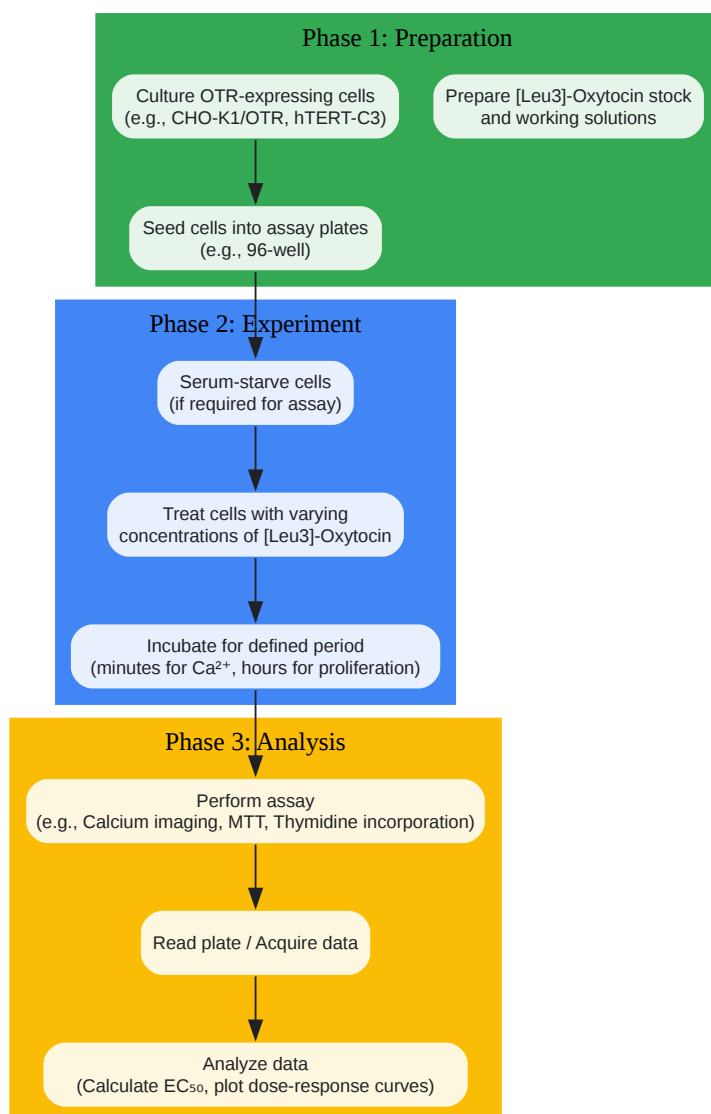 Phase 1: Preparation
Culture OTR-expressing cells
(e.g., CHO-K1/OTR, hTERT-C3)
Prepare [Leu3]-Oxytocin stock
and working solutions
Seed cells into assay plates
(e.g., 96-well)
Phase 2: Experiment
Serum-starve cells
(if required for assay)
Treat cells with varying
concentrations of [Leu3]-Oxytocin
Incubate for defined period
(minutes for Ca²⁺, hours for proliferation)
Phase 3: Analysis
Perform assay
(e.g., Calcium imaging, MTT, Thymidine incorporation)
Read plate / Acquire data
Analyze data
(Calculate EC₅₀, plot dose-response curves)